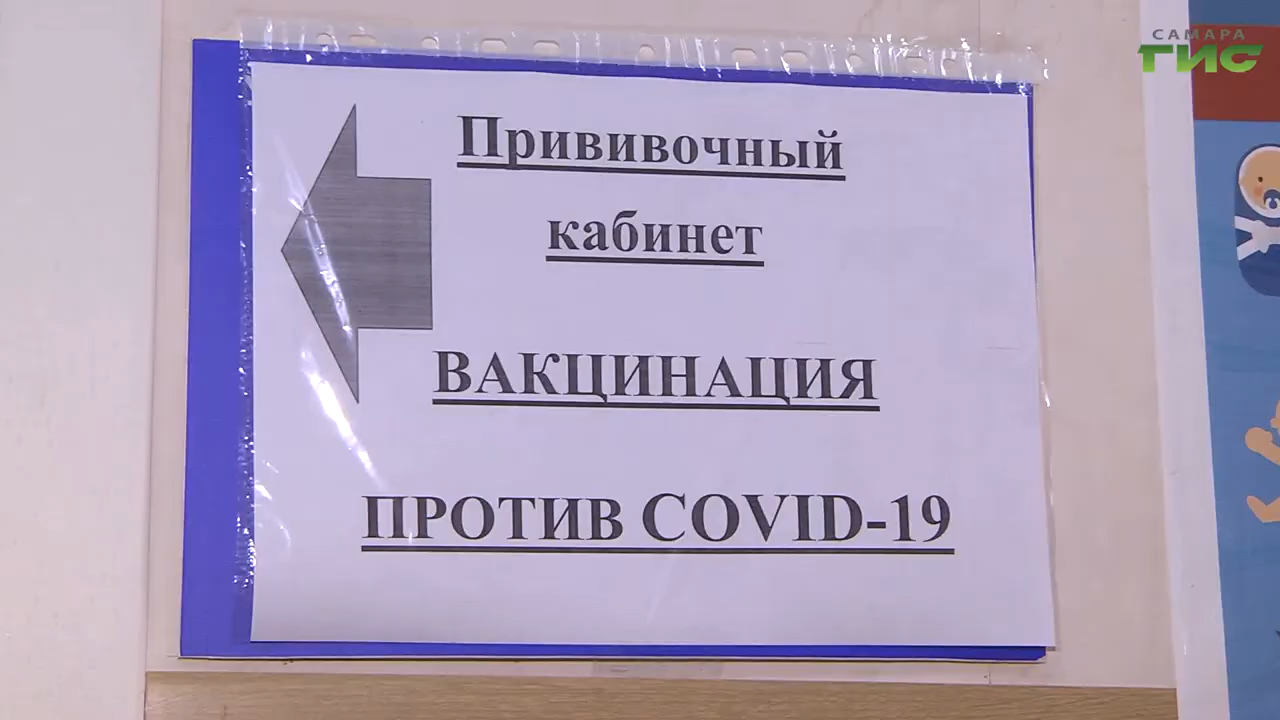 САМАРА
ГИС
Прививочный
кабинет
ВАКЦИНАЦИЯ
ПРОТИВ COVID-19